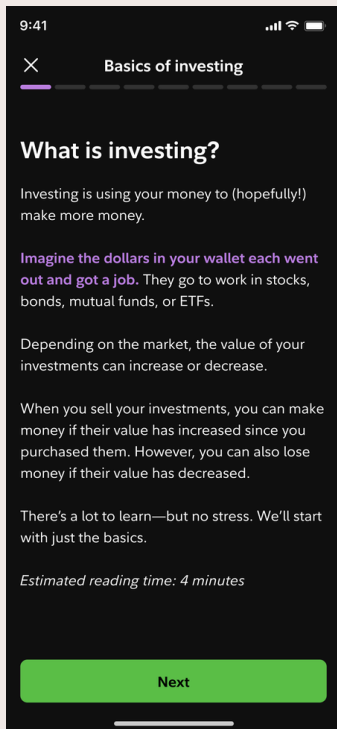 9:41
Basics of investing
What is investing?
Investing is using your money to (hopefully!)
make more money.
Imagine the dollars in your wallet each went
out and got a job. They go to work in stocks,
bonds, mutual funds, or ETFs.
Depending on the market, the value of your
investments can increase or decrease.
When you sell your investments, you can make
money if their value has increased since you
purchased them. However, you can also lose
money if their value has decreased.
There’s a lot to learn—but no stress. We’ll start
with just the basics.
Estimated reading time: 4 minutes
Next